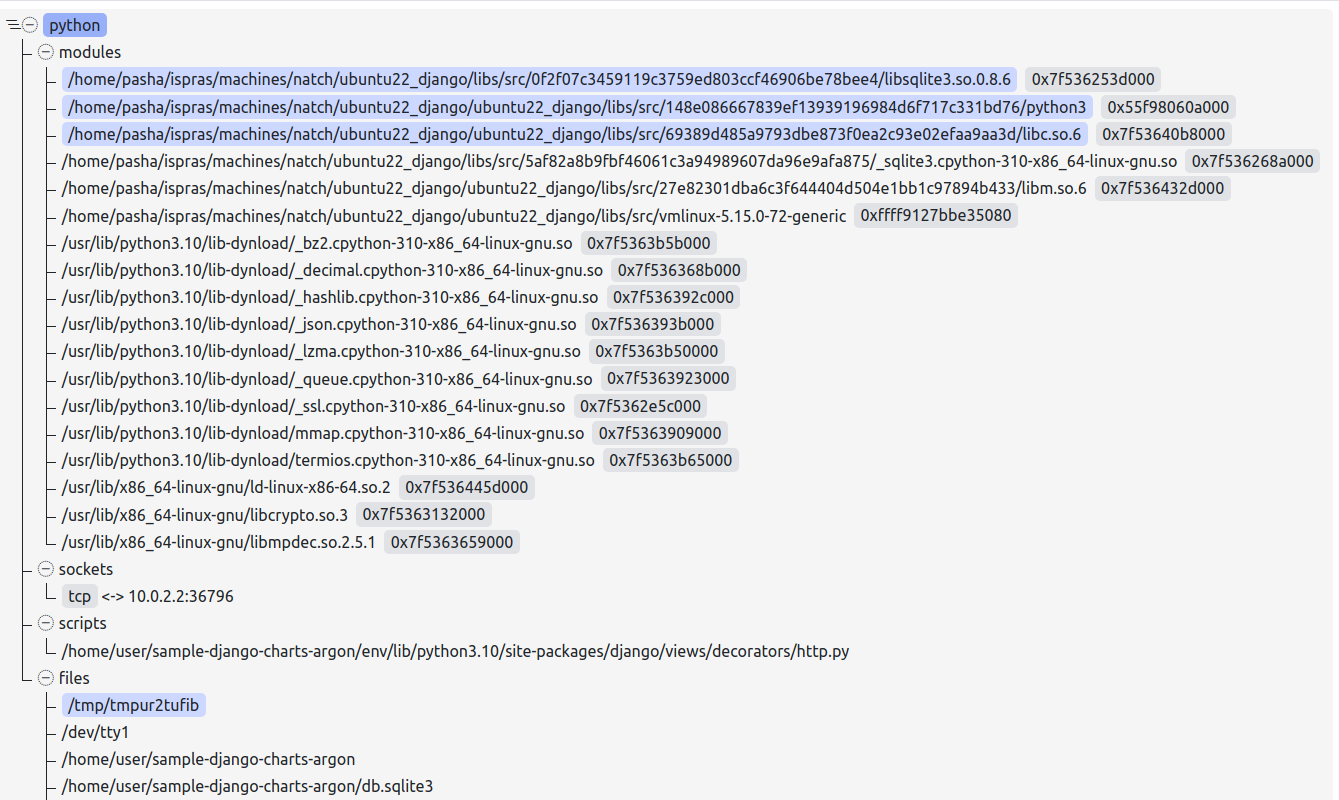 python
modules
/home/pasha/ispras/machines/natch/ubuntu22_django/libs/src/0f2f07c3459119c3759ed803ccf46906be78bee4/libsqlite3.so.0.8.6 0x7f536253d000
/home/pasha/ispras/machines/natch/ubuntu22_django/ubuntu22_django/libs/src/148e086667839ef13939196984d6f717c331bd76/python3 0x55f98060a000
/home/pasha/ispras/machines/natch/ubuntu22_django/ubuntu22_django/libs/src/69389d485a9793dbe873f0ea2c93e02efaa9aa3d/libc.so.6 0x7f53640b8000
/home/pasha/ispras/machines/natch/ubuntu22_django/libs/src/5af82a8b9fbf46061c3a94989607da96e9afa875/_sqlite3.cpython-310-x86_64-linux-gnu.so 0x7f536268a000
/home/pasha/ispras/machines/natch/ubuntu22_django/ubuntu22_django/libs/src/27e82301dba6c3f644404d504e1bb1c97894b433/libm.so.6 0x7f536432d000
/home/pasha/ispras/machines/natch/ubuntu22_django/ubuntu22_django/libs/src/vmlinux-5.15.0-72-generic 0xffff9127bbe35080
/usr/lib/python3.10/lib-dynload/_bz2.cpython-310-x86_64-linux-gnu.so 0x7f5363b5b000
/usr/lib/python3.10/lib-dynload/_decimal.cpython-310-x86_64-linux-gnu.so 0x7f536368b000
/usr/lib/python3.10/lib-dynload/_hashlib.cpython-310-x86_64-linux-gnu.so 0x7f536392c000
/usr/lib/python3.10/lib-dynload/_json.cpython-310-x86_64-linux-gnu.so 0x7f536393b000
/usr/lib/python3.10/lib-dynload/_lzma.cpython-310-x86_64-linux-gnu.so 0x7f5363b50000
/usr/lib/python3.10/lib-dynload/_queue.cpython-310-x86_64-linux-gnu.so 0x7f5363923000
/usr/lib/python3.10/lib-dynload/_ssl.cpython-310-x86_64-linux-gnu.so 0x7f5362e5c000
/usr/lib/python3.10/lib-dynload/mmap.cpython-310-x86_64-linux-gnu.so 0x7f5363909000
/usr/lib/python3.10/lib-dynload/termios.cpython-310-x86_64-linux-gnu.so 0x7f5363b65000
/usr/lib/x86_64-linux-gnu/ld-linux-x86-64.so.2 0x7f536445d000
/usr/lib/x86_64-linux-gnu/libcrypto.so.3 0x7f5363132000
/usr/lib/x86_64-linux-gnu/libmpdec.so.2.5.1 0x7f5363659000
sockets
tcp <-> 10.0.2.2:36796
scripts
/home/user/sample-django-charts-argon/env/lib/python3.10/site-packages/django/views/decorators/http.py
files
/tmp/tmpur2tufib
/dev/tty1
/home/user/sample-django-charts-argon
/home/user/sample-django-charts-argon/db.sqlite3